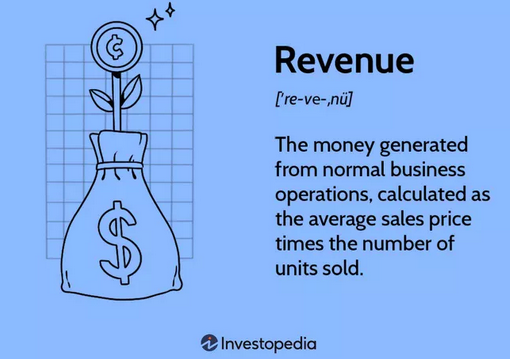 ¢
$
Revenue
['re-ve-,nü]
The money generated
from normal business
operations, calculated as
the average sales price
times the number of
units sold.
Investopedia